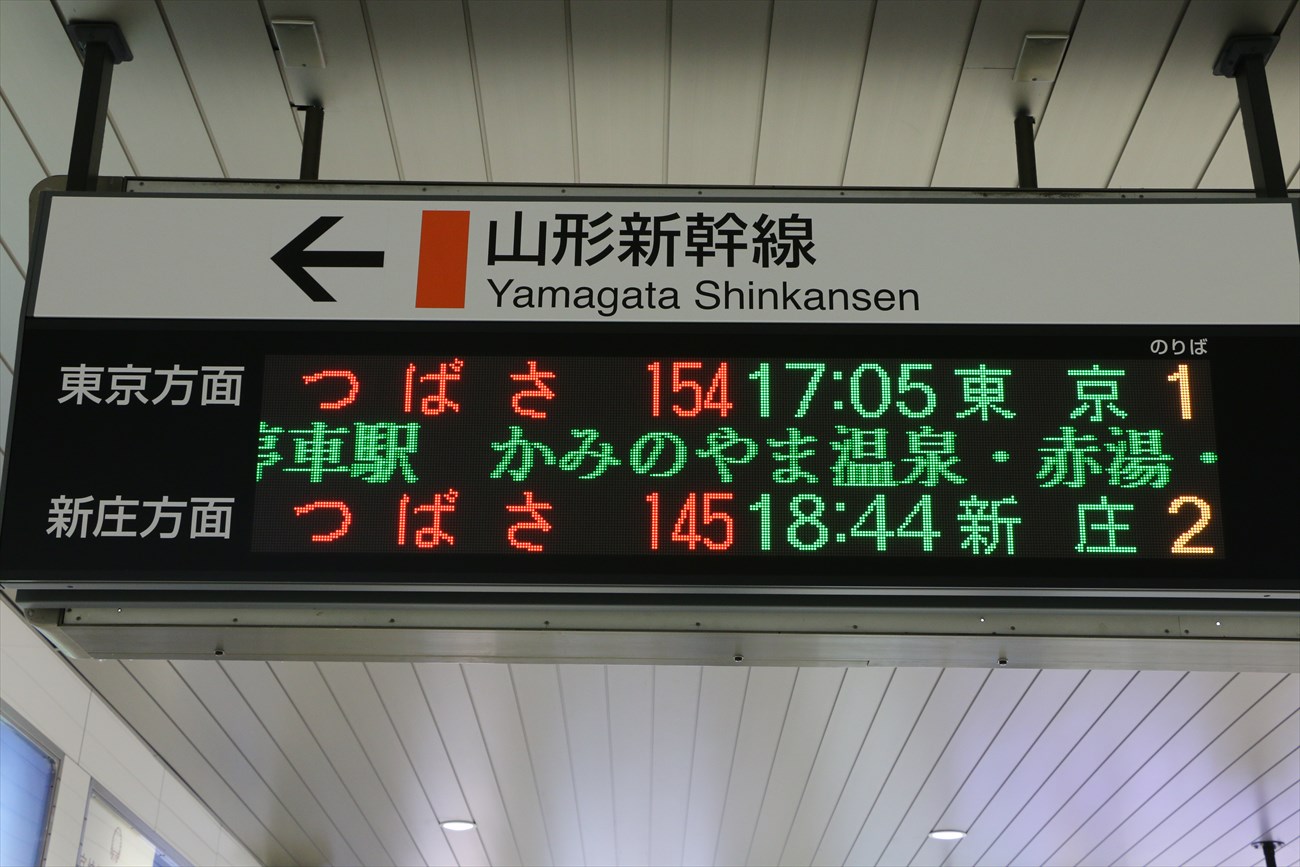 ← 山形新幹線
Yamagata Shinkansen
のりば
東京方面 つばさ 154 17:05 東京 1
停車駅 かみのやま温泉・赤湯・
新庄方面 つばさ 145 18:44 新庄 2